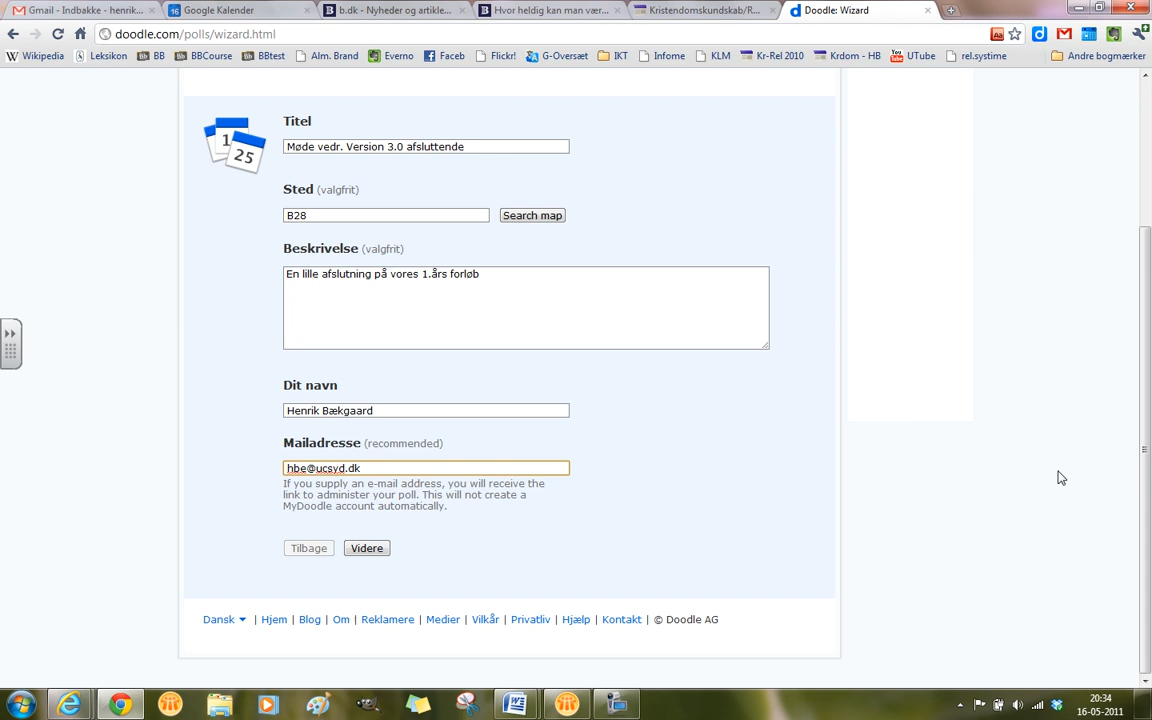 Gmail - Indbakke - henrik...
Google Kalender
b.dk - Nyheder og artikle...
Hvor heldig kan man vær...
Kristendomskundskab/R...
Doodle: Wizard
doodle.com/polls/wizard.html
Wikipedia
Leksikon
BB
BBCourse
BBtest
Alm. Brand
Everno
Faceb
Flickr!
G-Oversæt
IKT
Infome
KLM
Kr-Rel 2010
Krdom - HB
UTube
rel.systime
Andre bogmærker
1
25
Titel
Møde vedr. Version 3.0 afsluttende
Sted (valgfrit)
B28
Search map
Beskrivelse (valgfrit)
En lille afslutning på vores 1.års forløb
Dit navn
Henrik Bækgaard
Mailadresse (recommended)
hbe@ucsyd.dk
If you supply an e-mail address, you will receive the
link to administer your poll. This will not create a
MyDoodle account automatically.
Tilbage
Videre
Dansk | Hjem | Blog | Om | Reklamere | Medier | Vilkår | Privatliv | Hjælp | Kontakt | © Doodle AG
20:34
16-05-2011